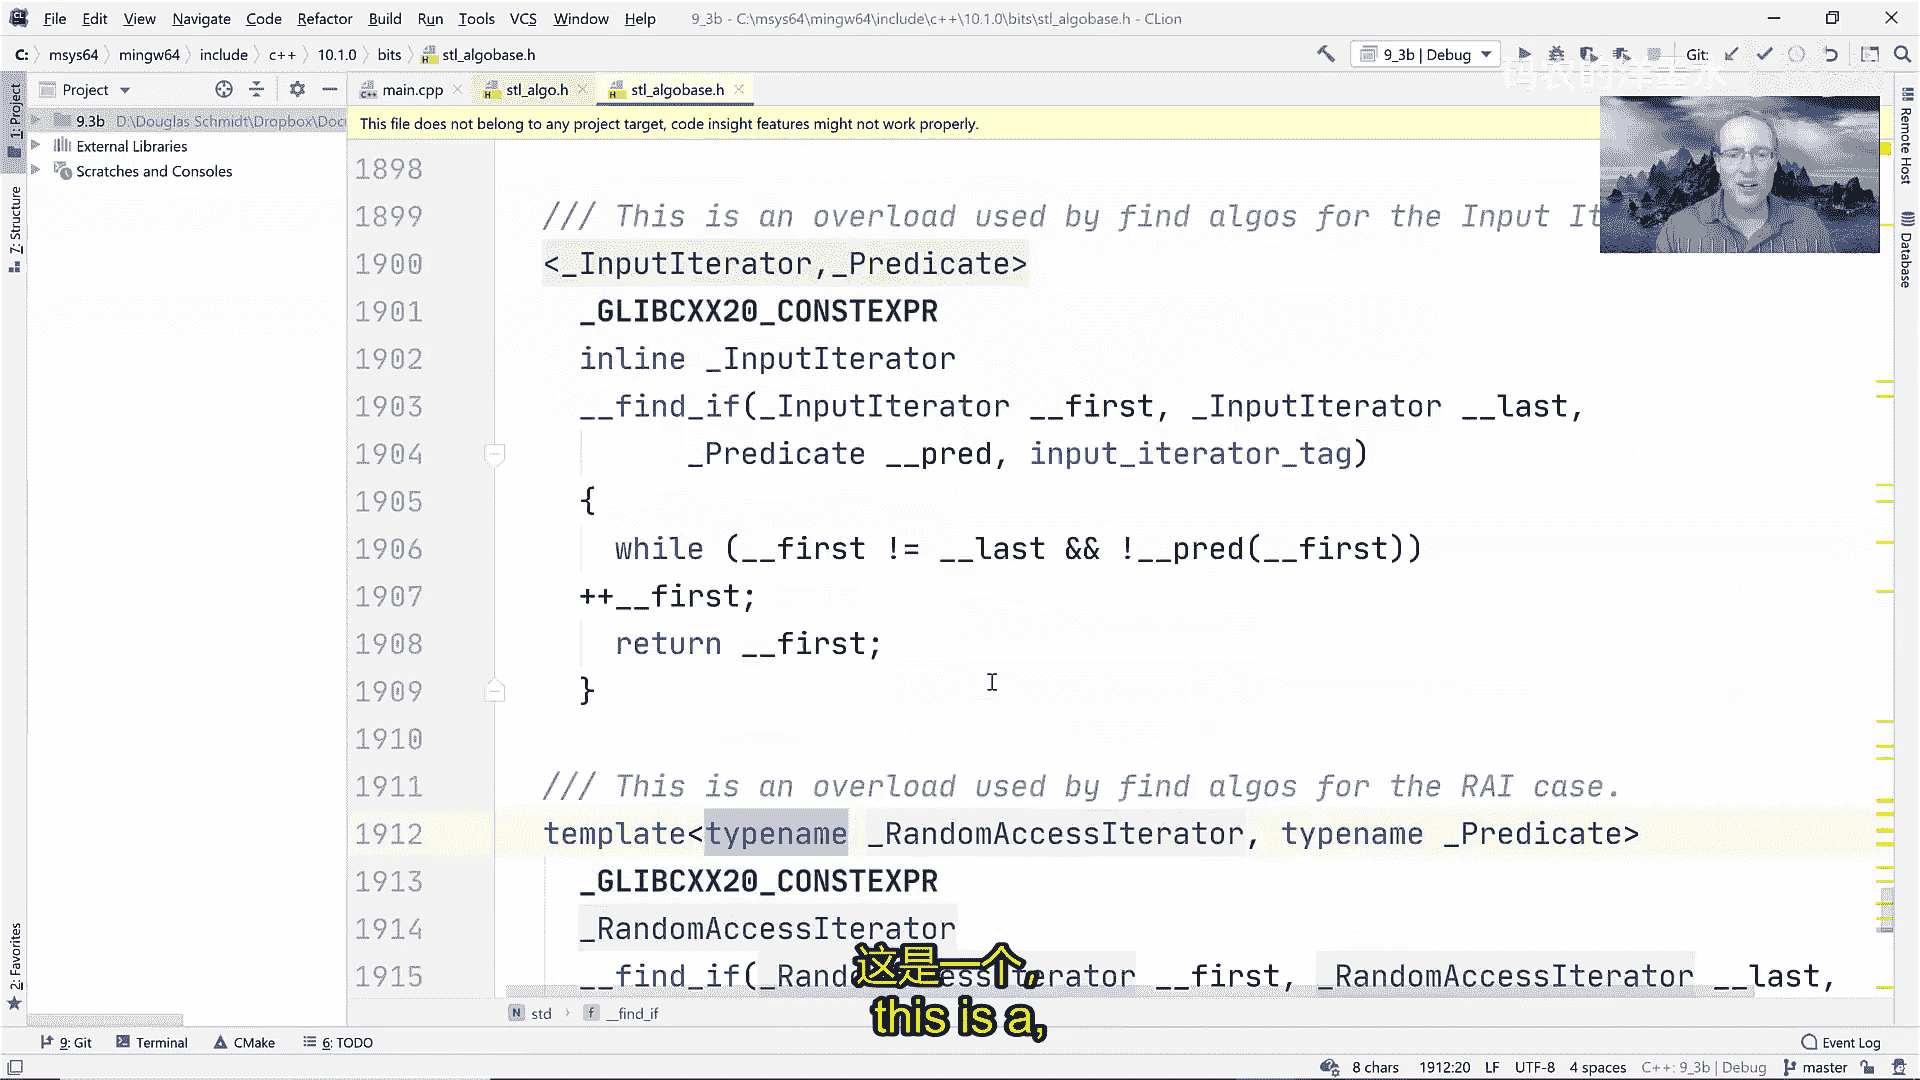 File Edit View Navigate Code Refactor Build Run Tools VCS Window Help 9_3b - C:\msys64\mingw64\include\c++\10.1.0\bits\stl_algobase.h - CLion
C: msys64 mingw64 include c++ 10.1.0 bits stl_algobase.h 9_3b | Debug Git:
Project main.cpp stl_algo.h stl_algobase.h
9.3b D:\Douglas Schmidt\Dropbox\Docu
External Libraries
Scratches and Consoles
1: Project
7: Structure
2: Favorites
Remote Host
Database
This file does not belong to any project target, code insight features might not work properly.
1898
1899 /// This is an overload used by find algos for the Input It
1900 <_InputIterator,_Predicate>
1901 _GLIBCXX20_CONSTEXPR
1902 inline _InputIterator
1903 __find_if(_InputIterator __first, _InputIterator __last,
1904 _Predicate __pred, input_iterator_tag)
1905 {
1906 while (__first != __last && !__pred(__first))
1907 ++__first;
1908 return __first;
1909 }
1910
1911 /// This is an overload used by find algos for the RAI case.
1912 template<typename _RandomAccessIterator, typename _Predicate>
1913 _GLIBCXX20_CONSTEXPR
1914 _RandomAccessIterator
1915 __find_if(_RandomAccessIterator __first, _RandomAccessIterator __last,
这是一个,
this is a,
N std f __find_if
9: Git Terminal CMake 6: TODO Event Log
8 chars 1912:20 LF UTF-8 4 spaces C++: 9_3b | Debug master